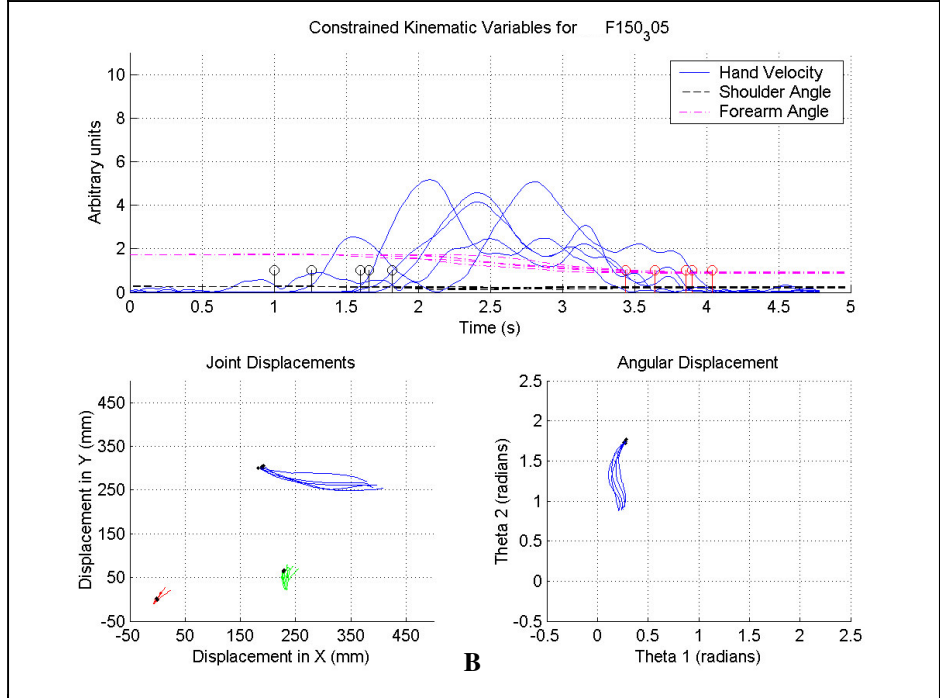 Constrained Kinematic Variables for F150₃05
10
8
6
4
2
0
Arbitrary units
Hand Velocity
Shoulder Angle
Forearm Angle
0 0.5 1 1.5 2 2.5 3 3.5 4 4.5 5
Time (s)
Joint Displacements
450
350
250
150
50
-50
Displacement in Y (mm)
-50 50 150 250 350 450
Displacement in X (mm)
Angular Displacement
2.5
2
1.5
1
0.5
0
-0.5
Theta 2 (radians)
-0.5 0 0.5 1 1.5 2 2.5
Theta 1 (radians)
B